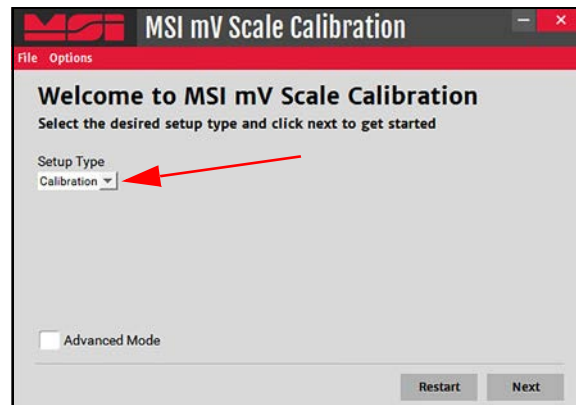 msi MSI mV Scale Calibration
File Options
Welcome to MSI mV Scale Calibration
Select the desired setup type and click next to get started
Setup Type
Calibration
Advanced Mode
Restart Next